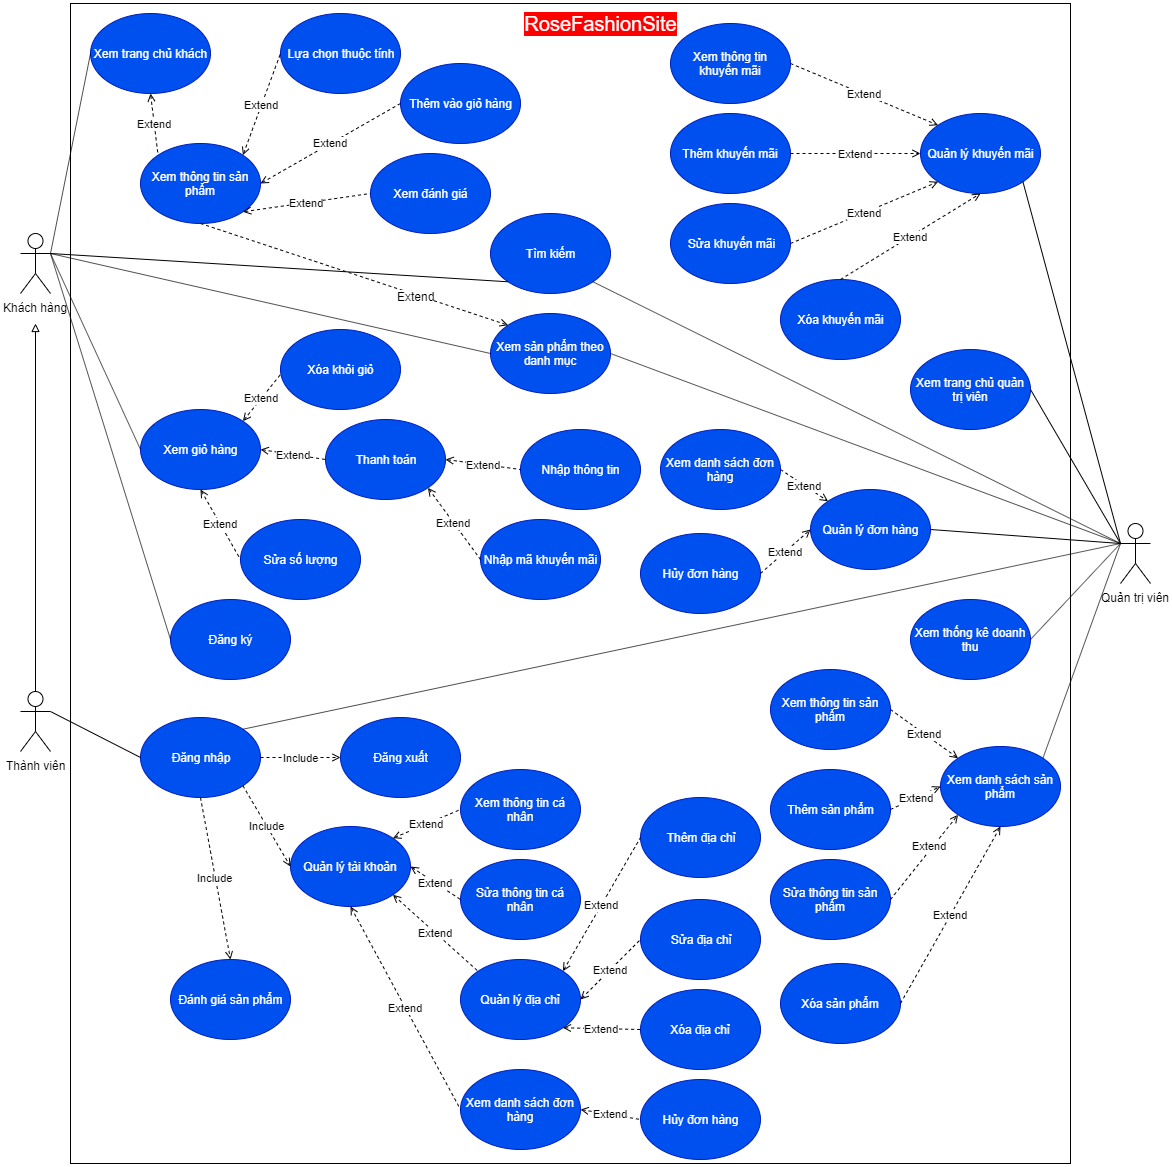 RoseFashionSite
Xem trang chủ khách
Lựa chọn thuộc tính
Xem thông tin
khuyến mãi
Extend
Thêm vào giỏ hàng
Extend
Extend
Extend
Xem thông tin sản
phẩm
Xem đánh giá
Extend
Thêm khuyến mãi
Extend
Quản lý khuyến mãi
Sửa khuyến mãi
Extend
Extend
Tìm kiếm
Khách hàng
Extend
Xóa khuyến mãi
Xem sản phẩm theo
danh mục
Xóa khỏi giỏ
Extend
Xem trang chủ quản
trị viên
Xem giỏ hàng
Extend
Thanh toán
Extend
Nhập thông tin
Xem danh sách đơn
hàng
Extend
Extend
Extend
Quản lý đơn hàng
Sửa số lượng
Nhập mã khuyến mãi
Extend
Hủy đơn hàng
Quản trị viên
Đăng ký
Xem thống kê doanh
thu
Thành viên
Đăng nhập
Include
Đăng xuất
Xem thông tin sản
phẩm
Extend
Xem danh sách sản
phẩm
Include
Xem thông tin cá
nhân
Extend
Thêm địa chỉ
Thêm sản phẩm
Extend
Quản lý tài khoản
Include
Extend
Sửa thông tin cá
nhân
Extend
Sửa thông tin sản
phẩm
Extend
Extend
Extend
Sửa địa chỉ
Extend
Đánh giá sản phẩm
Quản lý địa chỉ
Extend
Extend
Xóa địa chỉ
Xóa sản phẩm
Xem danh sách đơn
hàng
Extend
Hủy đơn hàng